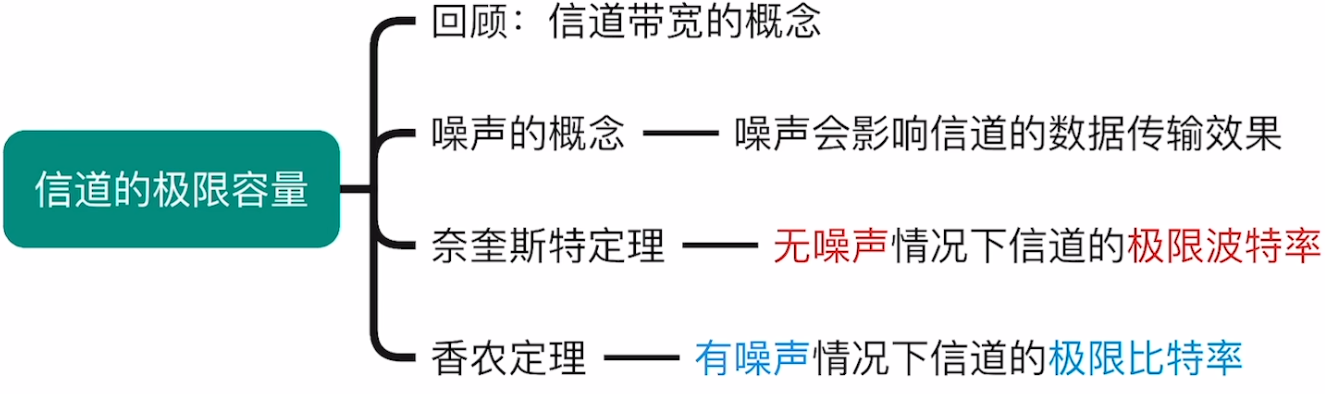 信道的极限容量
回顾：信道带宽的概念
噪声的概念
噪声会影响信道的数据传输效果
奈奎斯特定理
无噪声情况下信道的极限波特率
香农定理
有噪声情况下信道的极限比特率